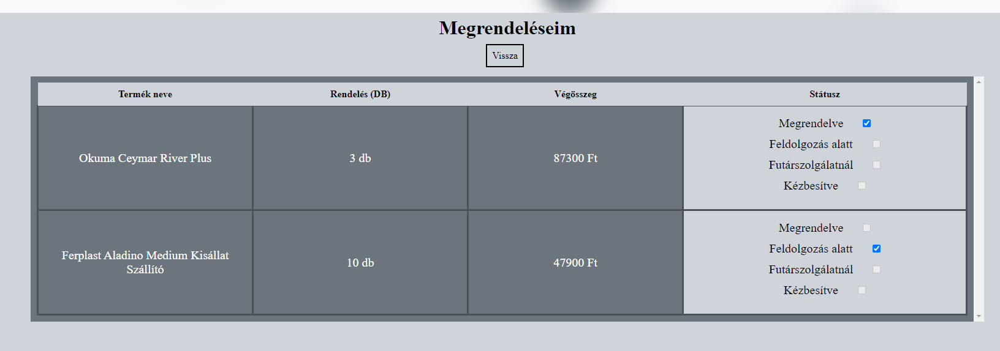 Megrendeléseim
Vissza
Termék neve Rendelés (DB) Végösszeg Státusz
Okuma Ceymar River Plus 3 db 87300 Ft
Megrendelve
Feldolgozás alatt
Futárszolgálatnál
Kézbesítve
Ferplast Aladino Medium Kisállat
Szállító
10 db 47900 Ft
Megrendelve
Feldolgozás alatt
Futárszolgálatnál
Kézbesítve